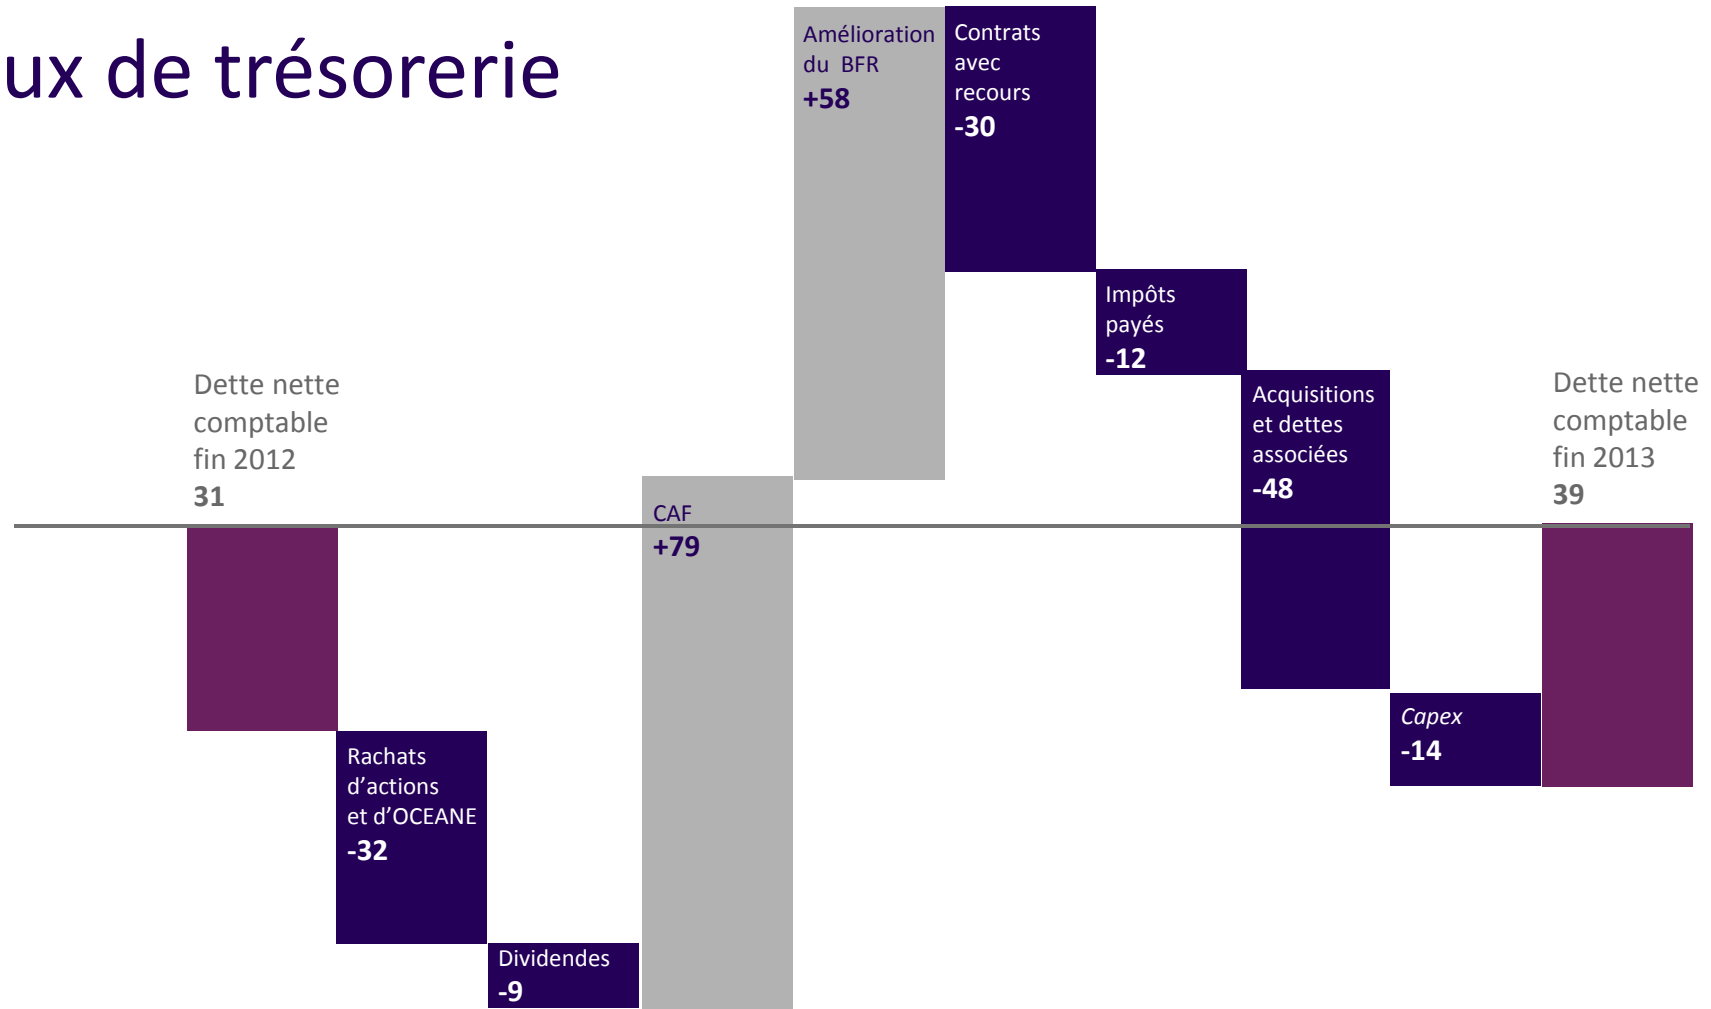 ux de trésorerie
Dette nette
comptable
fin 2012
31
Rachats
d’actions
et d’OCEANE
-32
Dividendes
-9
CAF
+79
Amélioration
du BFR
+58
Contrats
avec
recours
-30
Impôts
payés
-12
Acquisitions
et dettes
associées
-48
Capex
-14
Dette nette
comptable
fin 2013
39